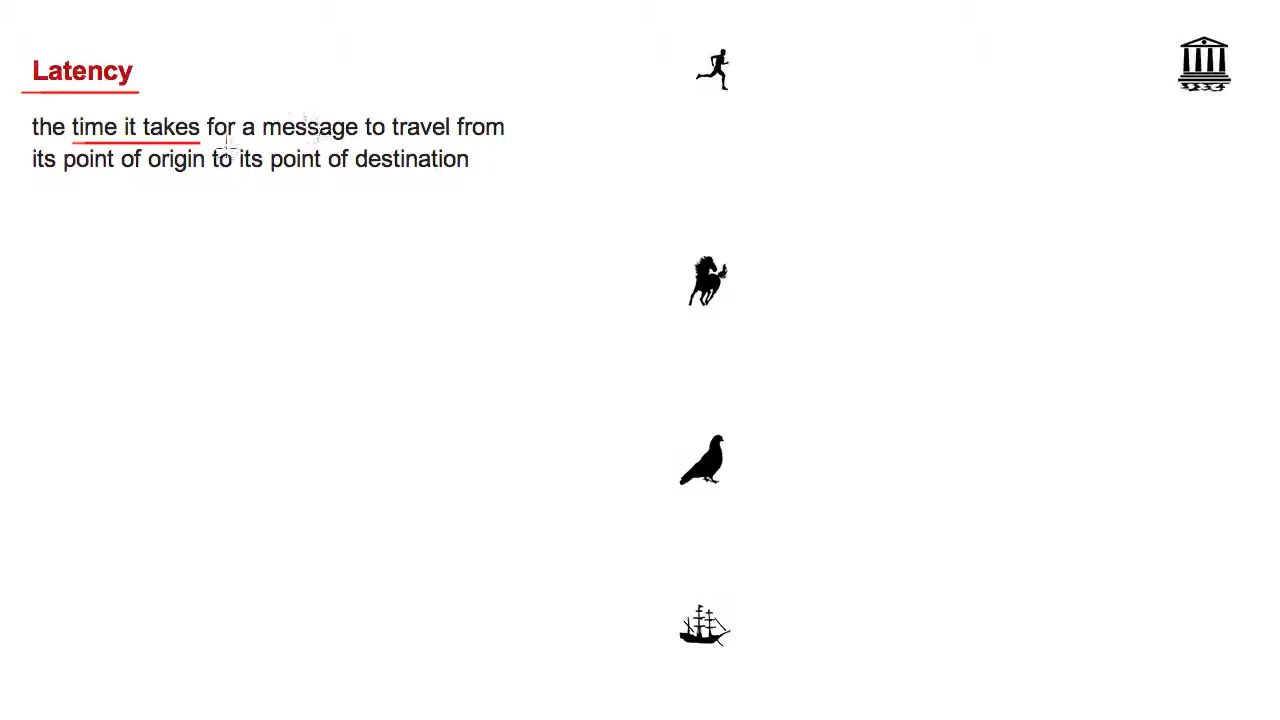 Latency
the time it takes for a message to travel from
its point of origin to its point of destination